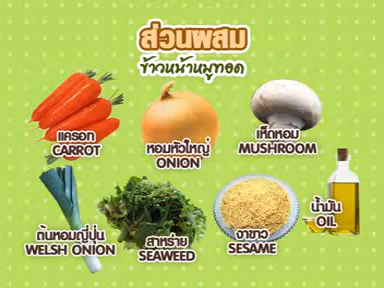 ส่วนผสม
ข้าวหน้าหมูทอด
แครอท
CARROT
หอมหัวใหญ่
ONION
เห็ดหอม
MUSHROOM
ต้นหอมญี่ปุ่น
WELSH ONION
สาหร่าย
SEAWEED
งาขาว
SESAME
น้ำมัน
OIL